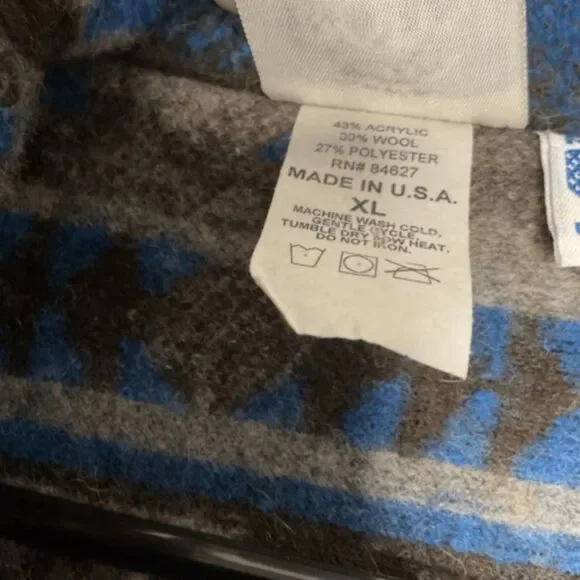 43% ACRYLIC
30% WOOL
27% POLYESTER
RN# 84627
MADE IN U.S.A.
XL
MACHINE WASH COLD,
GENTLE CYCLE
TUMBLE DRY LOW HEAT.
DO NOT IRON.